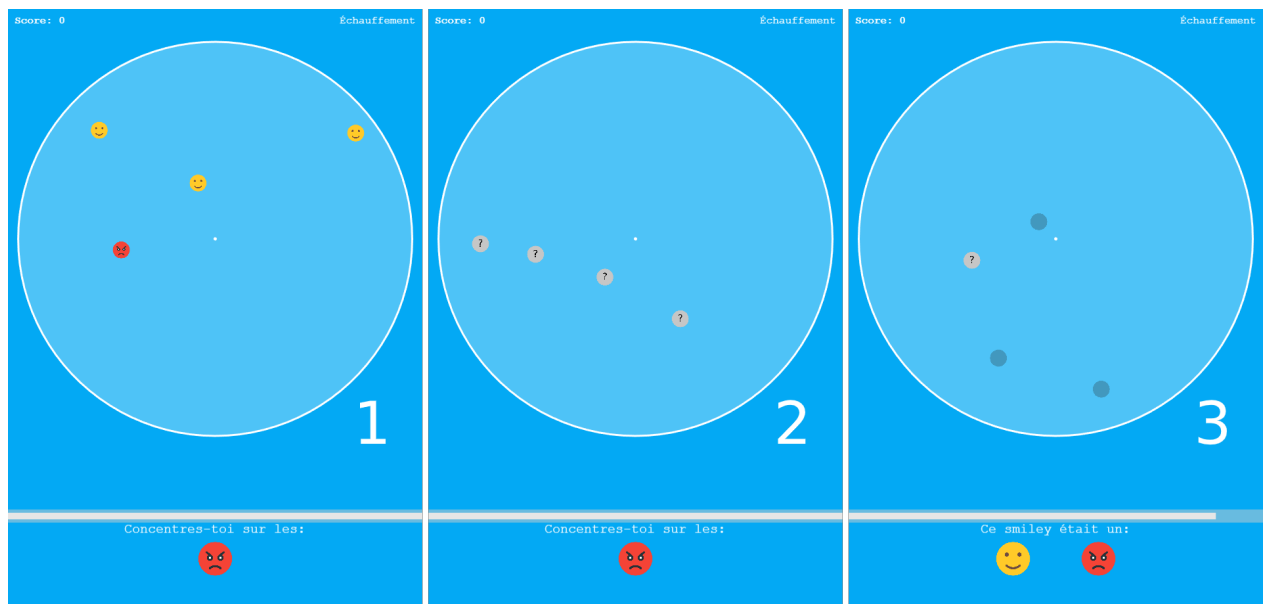 Score: 0
Échauffement
1
Concentres-toi sur les:
Score: 0
Échauffement
?
?
?
?
2
Concentres-toi sur les:
Score: 0
Échauffement
?
3
Ce smiley était un: